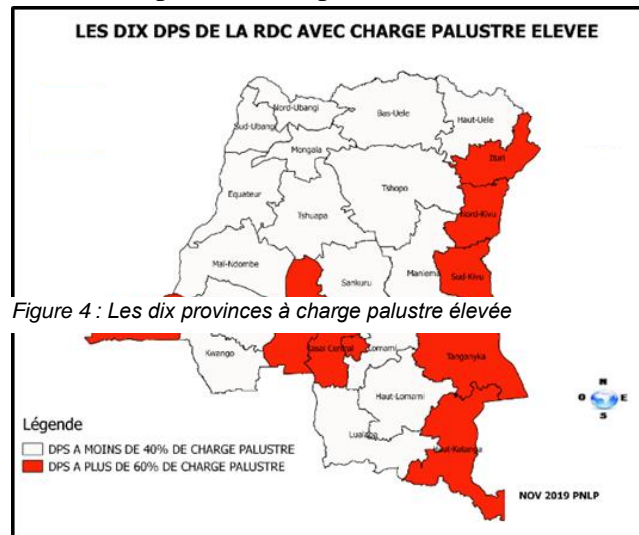 LES DIX DPS DE LA RDC AVEC CHARGE PALUSTRE ELEVEE
Nord-Ubangi
Bas-Uele
Haut-Uele
Sud-Ubangi
Mongala
Ituri
Equateur
Tshopo
Tshuapa
Nord-Kivu
Maï-Ndombe
Sankuru
Maniema
Sud-Kivu
Figure 4 : Les dix provinces à charge palustre élevée
Kwango
Kasai Central
Lomami
Tanganyka
Haut-Lomami
Lualaba
Haut-Katanga
N
O E
S
Légende
DPS A MOINS DE 40% DE CHARGE PALUSTRE
DPS A PLUS DE 60% DE CHARGE PALUSTRE
NOV 2019 PNLP